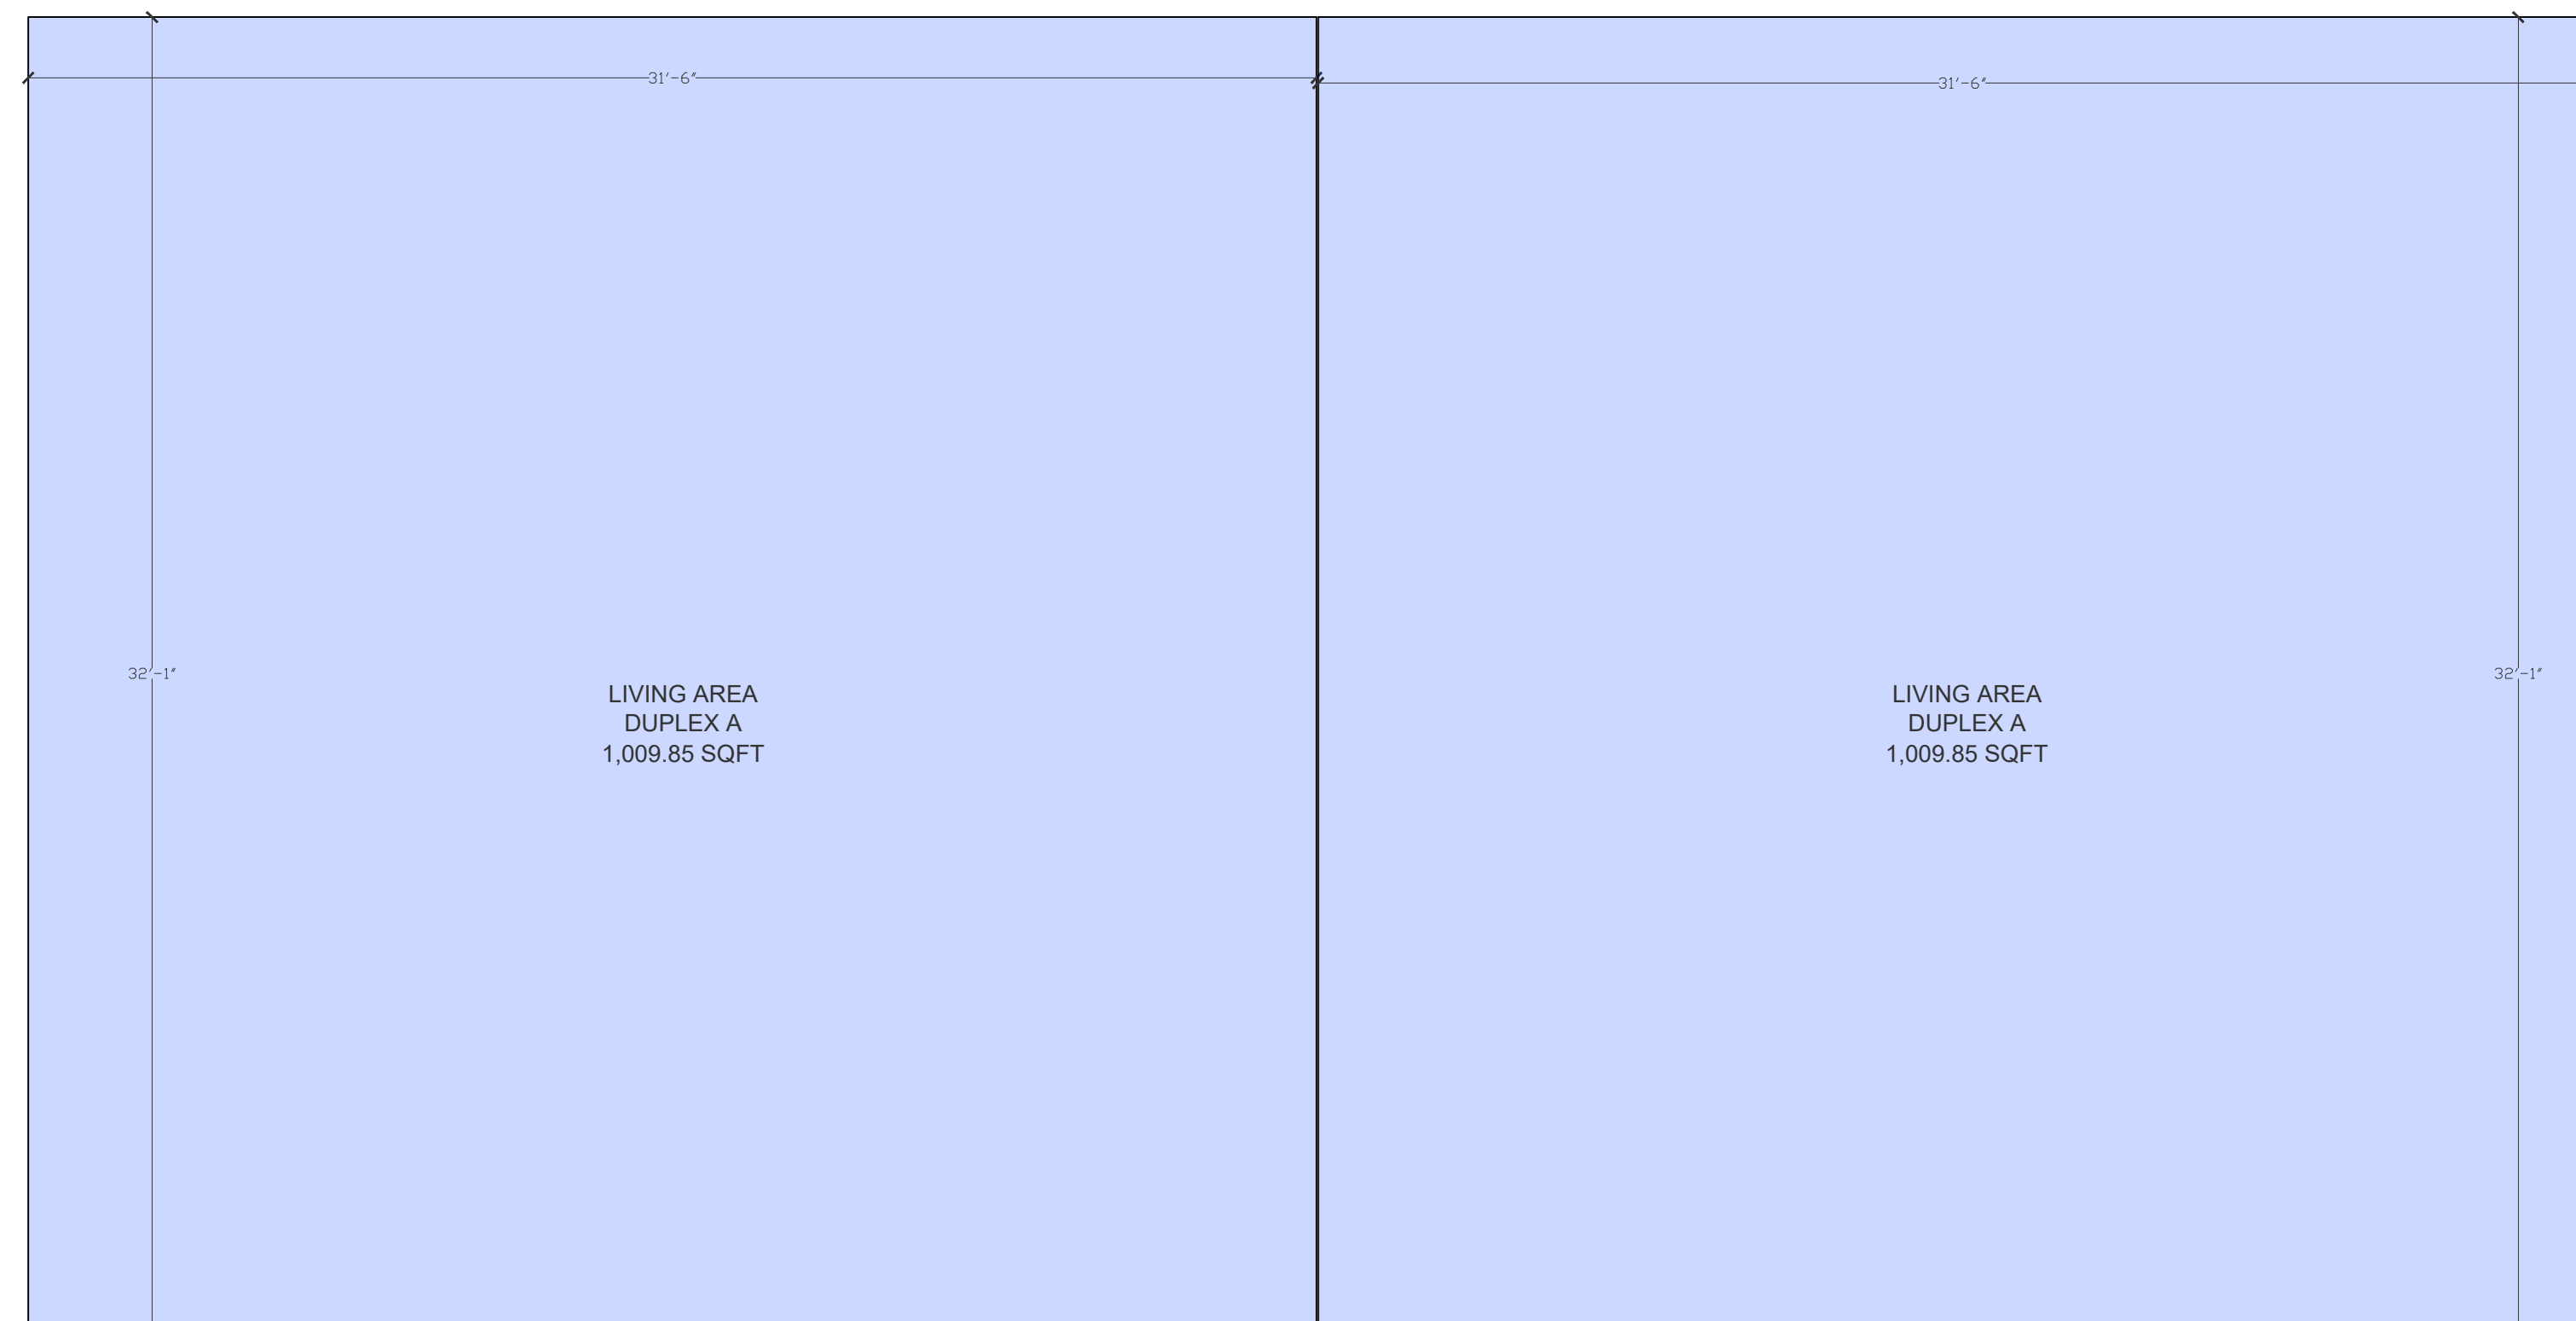 31'-6"
31'-6"
32'-1"
32'-1"
LIVING AREA
DUPLEX A
1,009.85 SQFT
LIVING AREA
DUPLEX A
1,009.85 SQFT